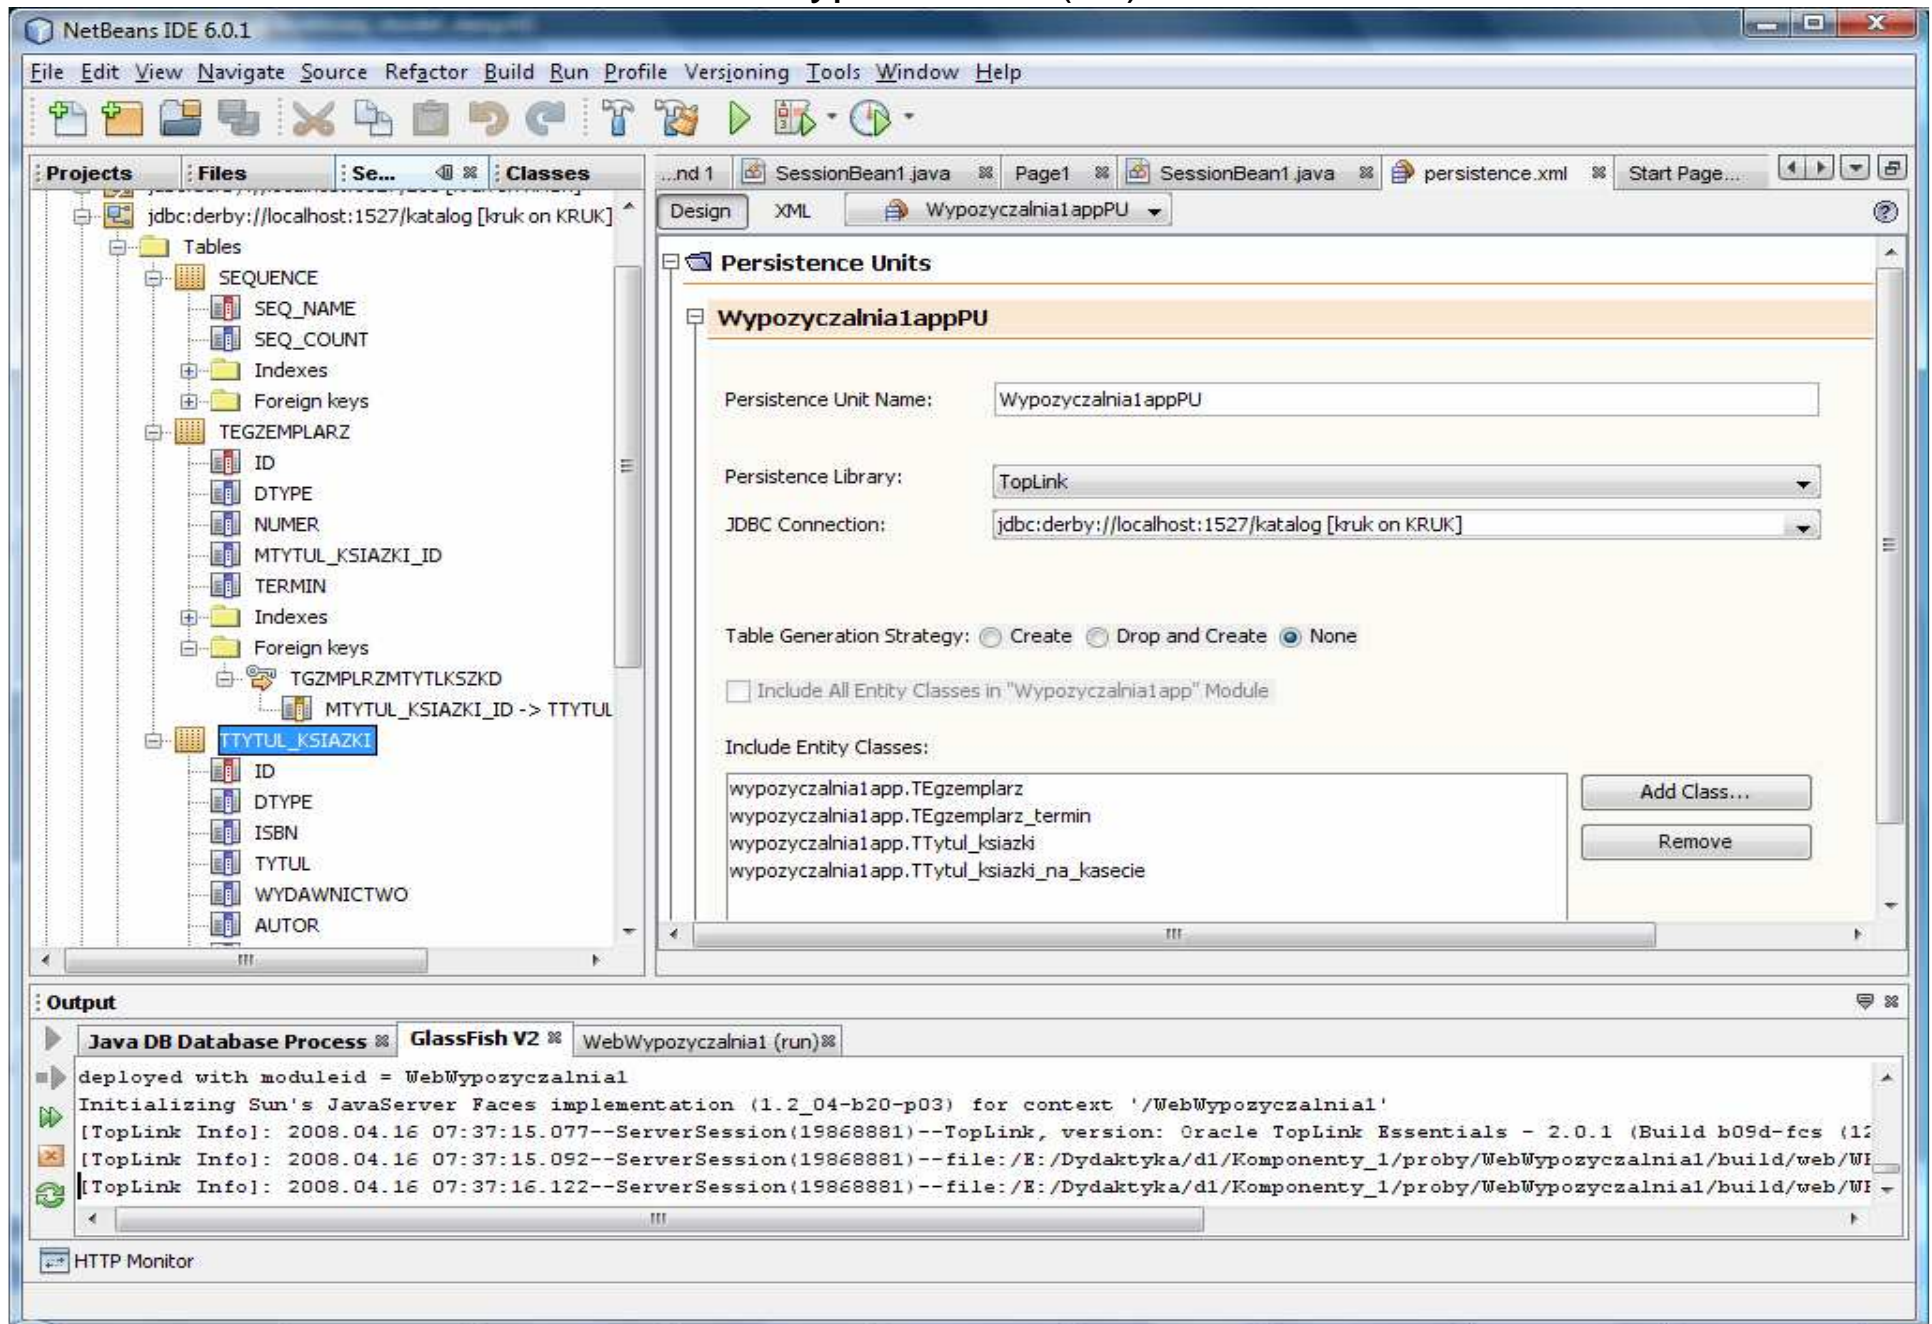 NetBeans IDE 6.0.1
File Edit View Navigate Source Refactor Build Run Profile Versioning Tools Window Help
Projects Files Se... Classes
jdbc:derby://localhost:1527/katalog [kruk on KRUK]
Tables
SEQUENCE
SEQ_NAME
SEQ_COUNT
Indexes
Foreign keys
TEGZEMPLARZ
ID
DTYPE
NUMER
MTYTUL_KSIAZKI_ID
TERMIN
Indexes
Foreign keys
TGZMPLRZMTYTLKSZKD
MTYTUL_KSIAZKI_ID -> TTYTUL
TTYTUL_KSIAZKI
ID
DTYPE
ISBN
TYTUL
WYDAWNICTWO
AUTOR
...nd 1 SessionBean1.java Page1 SessionBean1.java persistence.xml Start Page...
Design XML Wypozyczalnia1appPU
Persistence Units
Wypozyczalnia1appPU
Persistence Unit Name: Wypozyczalnia1appPU
Persistence Library: TopLink
JDBC Connection: jdbc:derby://localhost:1527/katalog [kruk on KRUK]
Table Generation Strategy: Create Drop and Create None
Include All Entity Classes in "Wypozyczalnia1app" Module
Include Entity Classes:
wypozyczalnia1app.TEgzemplarz
wypozyczalnia1app.TEgzemplarz_termin
wypozyczalnia1app.TTytul_ksiazki
wypozyczalnia1app.TTytul_ksiazki_na_kasecie
Add Class...
Remove
Output
Java DB Database Process GlassFish V2 WebWypozyczalnia1 (run)
deployed with moduleid = WebWypozyczalnia1
Initializing Sun's JavaServer Faces implementation (1.2_04-b20-p03) for context '/WebWypozyczalnia1'
[TopLink Info]: 2008.04.16 07:37:15.077--ServerSession(19868881)--TopLink, version: Oracle TopLink Essentials - 2.0.1 (Build b09d-fcs (12
[TopLink Info]: 2008.04.16 07:37:15.092--ServerSession(19868881)--file:/E:/Dydaktyka/d1/Komponenty_1/proby/WebWypozyczalnia1/build/web/WE
[TopLink Info]: 2008.04.16 07:37:16.122--ServerSession(19868881)--file:/E:/Dydaktyka/d1/Komponenty_1/proby/WebWypozyczalnia1/build/web/WE
HTTP Monitor